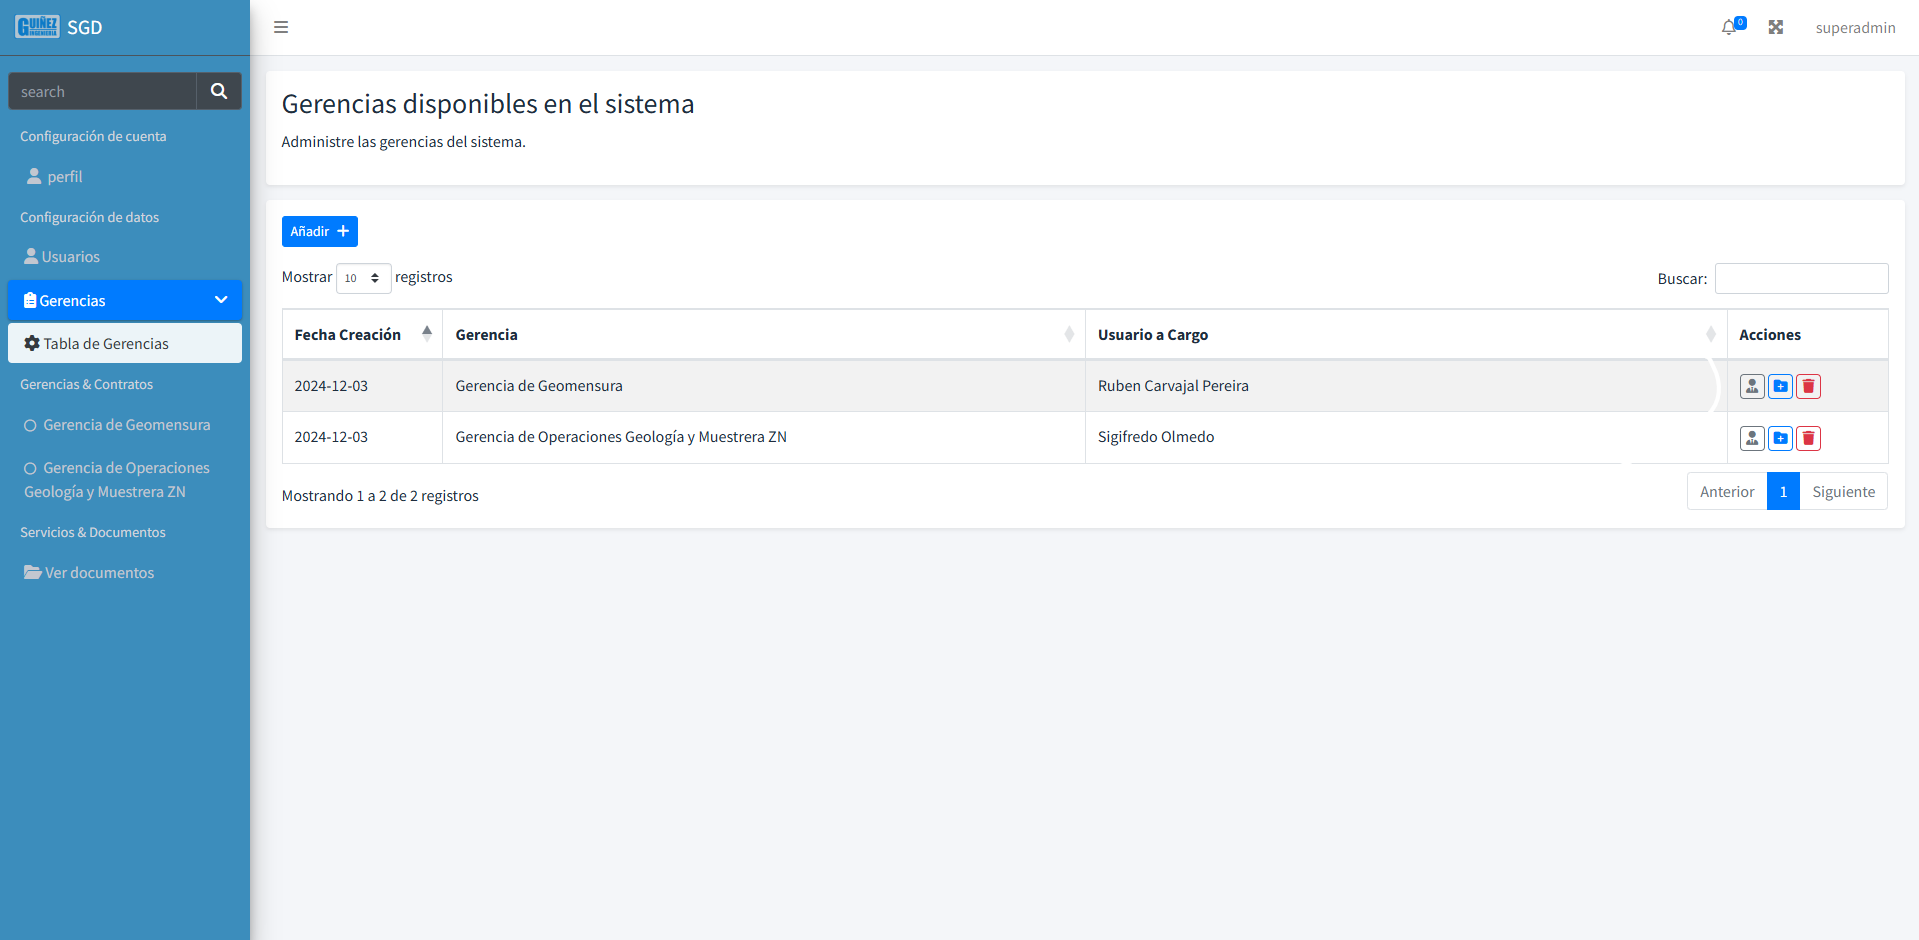 GUIÑEZ
INGENIERÍA
SGD
0
superadmin
search
Configuración de cuenta
perfil
Configuración de datos
Usuarios
Gerencias
Tabla de Gerencias
Gerencias & Contratos
Gerencia de Geomensura
Gerencia de Operaciones
Geología y Muestrera ZN
Servicios & Documentos
Ver documentos
Gerencias disponibles en el sistema
Administre las gerencias del sistema.
Añadir
Mostrar 10 registros
Buscar:
Fecha Creación Gerencia Usuario a Cargo Acciones
2024-12-03 Gerencia de Geomensura Ruben Carvajal Pereira
2024-12-03 Gerencia de Operaciones Geología y Muestrera ZN Sigifredo Olmedo
Mostrando 1 a 2 de 2 registros
Anterior 1 Siguiente